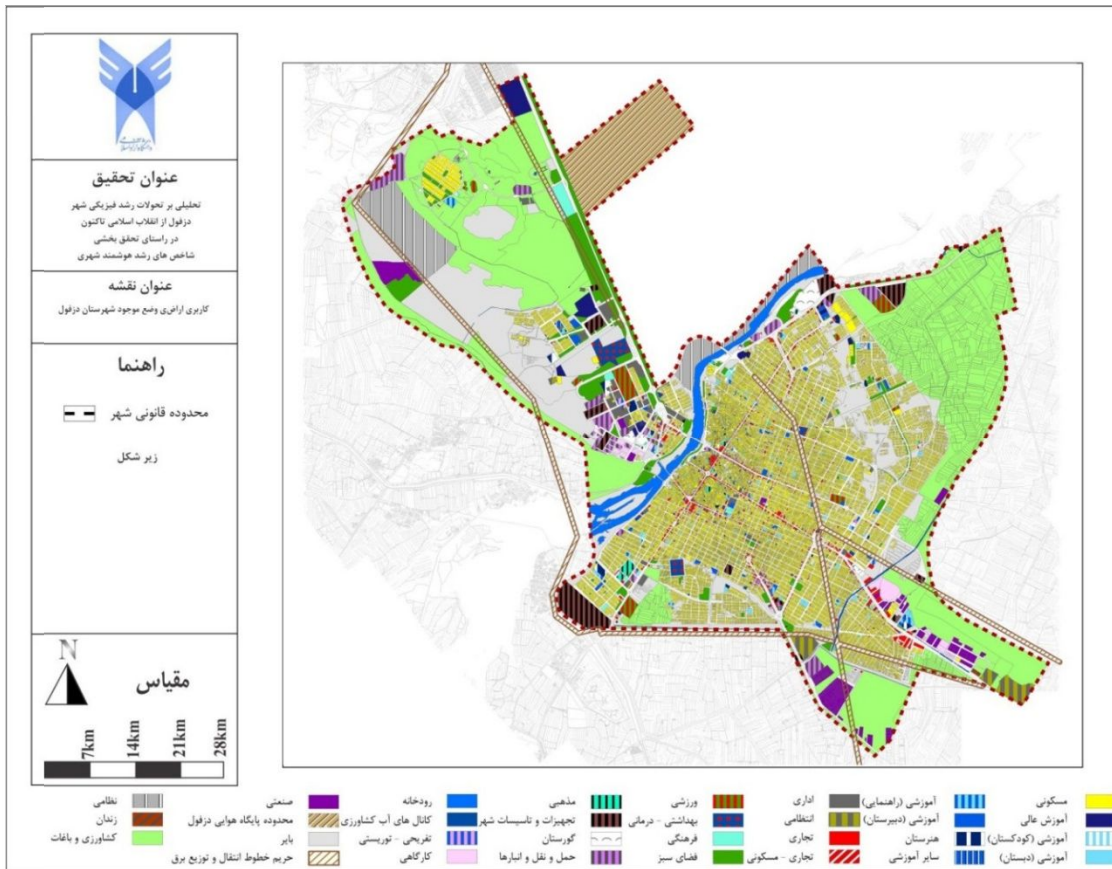 عنوان تحقیق
تحلیلی بر تحولات رشد فیزیکی شهر
دزفول از انقلاب اسلامی تاکنون
در راستای تحقق بخشی
شاخص های رشد هوشمند شهری
عنوان نقشه
کاربری اراضی وضع موجود شهرستان دزفول
راهنما
محدوده قانونی شهر
زیر شکل
N
مقیاس
7km 14km 21km 28km
مسکونی آموزشی (راهنمایی) اداری ورزشی مذهبی رودخانه صنعتی نظامی
آموزش عالی آموزشی (دبیرستان) انتظامی بهداشتی - درمانی تجهیزات و تاسیسات شهر کانال های آب کشاورزی محدوده پایگاه هوایی دزفول زندان
آموزشی (کودکستان) هنرستان تجاری فرهنگی گورستان تفریحی - توریستی بایر کشاورزی و باغات
آموزشی (دبستان) سایر آموزشی تجاری - مسکونی فضای سبز حمل و نقل و انبارها کارگاهی حریم خطوط انتقال و توزیع برق